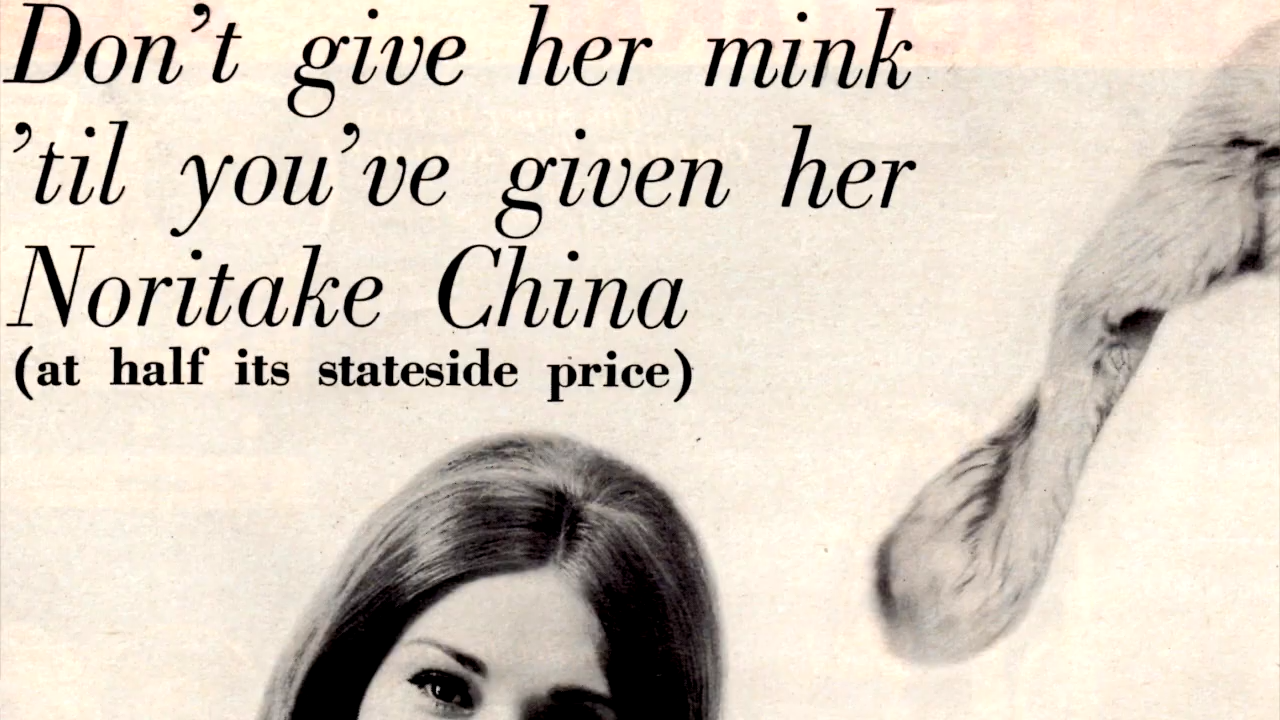 Don't give her mink
'til you've given her
Noritake China
(at half its stateside price)